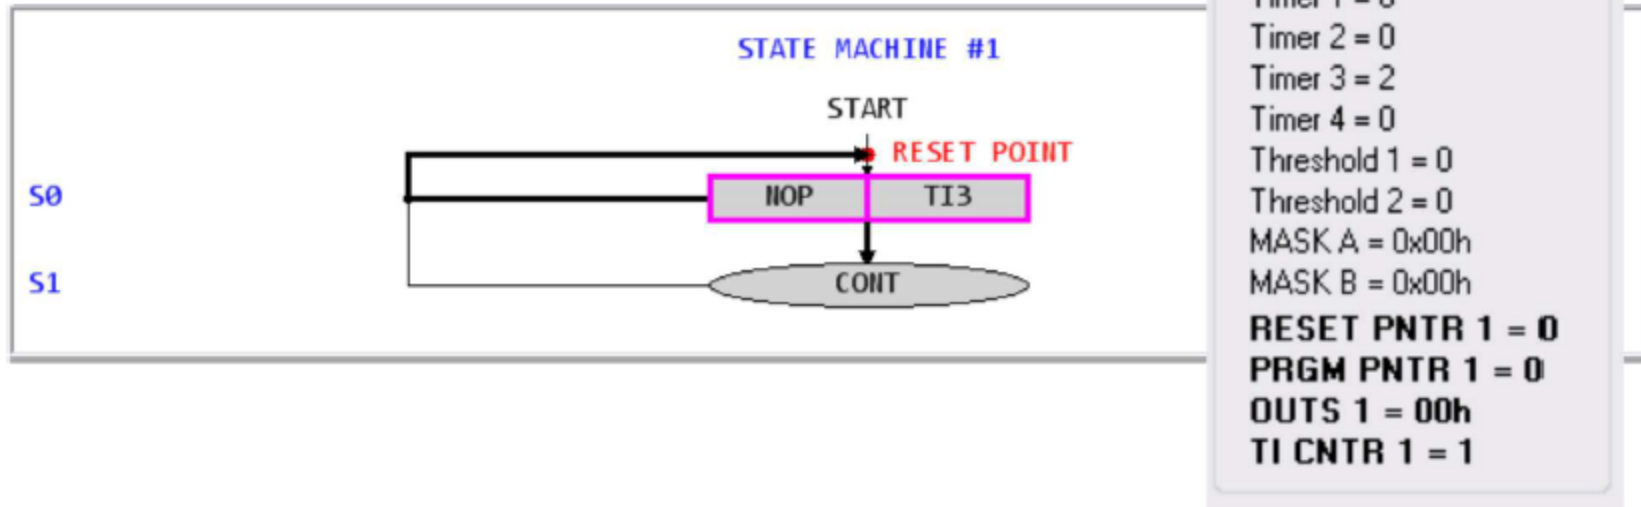 STATE MACHINE #1
START
RESET POINT
S0
NOP
TI3
S1
CONT
Timer 2 = 0
Timer 3 = 2
Timer 4 = 0
Threshold 1 = 0
Threshold 2 = 0
MASK A = 0x00h
MASK B = 0x00h
RESET PNTR 1 = 0
PRGM PNTR 1 = 0
OUTS 1 = 00h
TI CNTR 1 = 1